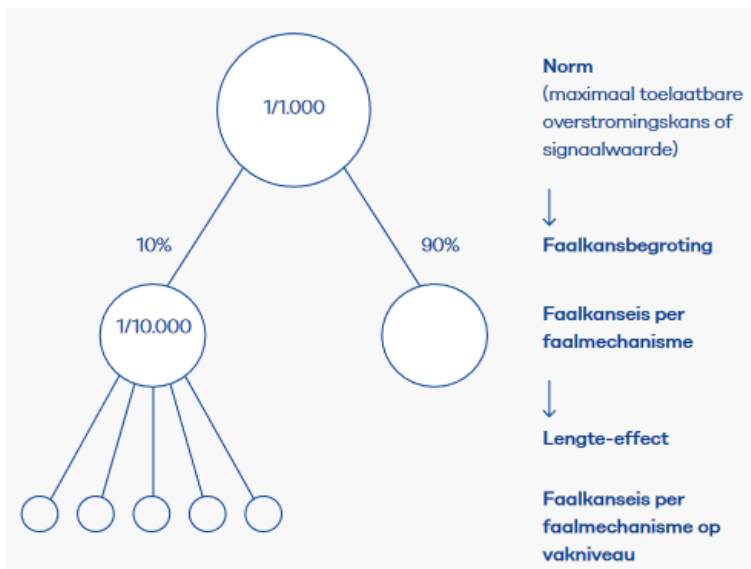 1/1.000
10%
90%
1/10.000
Norm
(maximaal toelaatbare
overstromingskans of
signaalwaarde)
Faalkansbegroting
Faalkanseis per
faalmechanisme
Lengte-effect
Faalkanseis per
faalmechanisme op
vakniveau